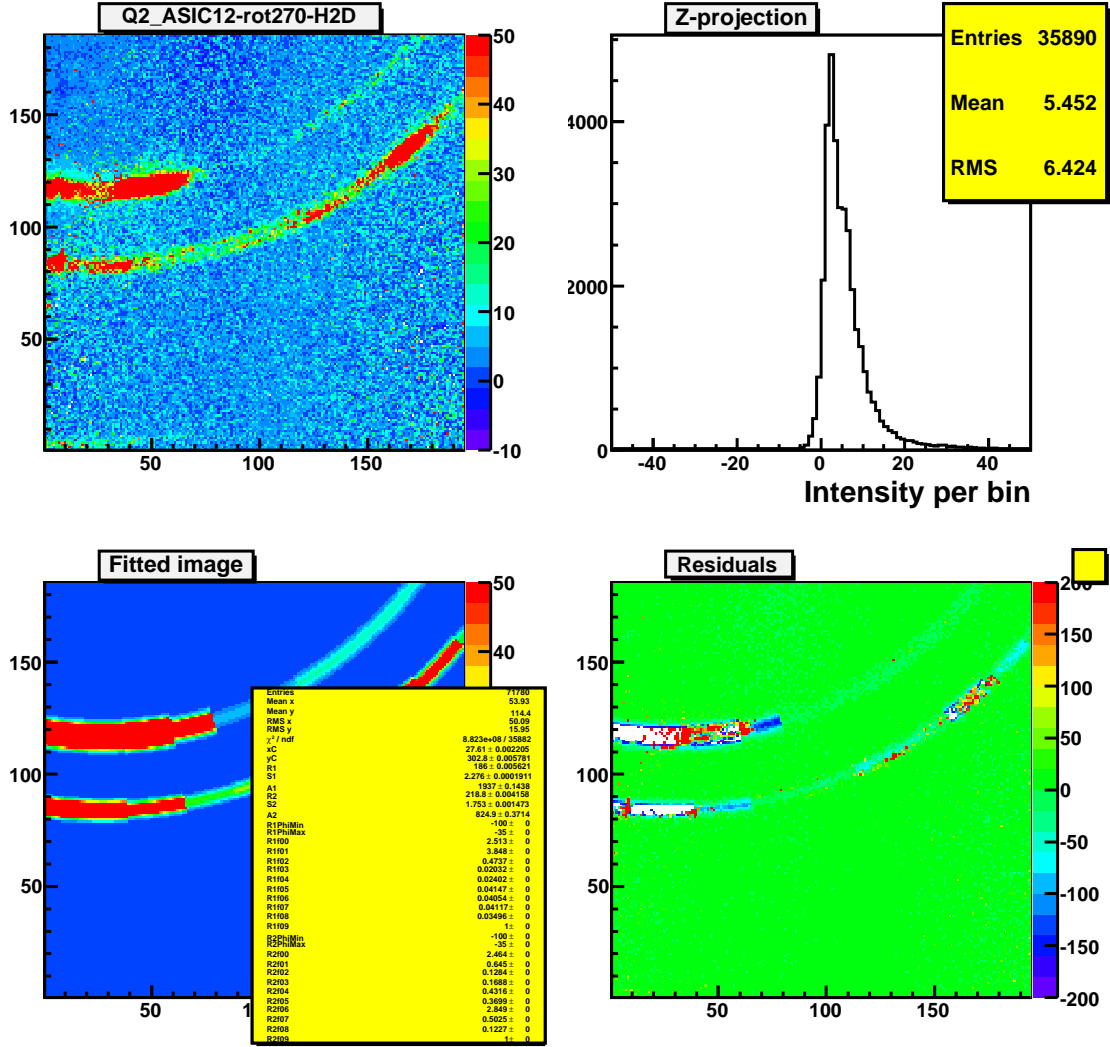 Q2_ASIC12-rot270-H2D
50
40
30
20
10
0
-10
150
100
50
50 100 150
Z-projection
Entries 35890
Mean 5.452
RMS 6.424
4000
2000
0
-40 -20 0 20 40
Intensity per bin
Fitted image
50
40
150
100
50
50
Entries 71780
Mean x 53.93
Mean y 114.4
RMS x 50.09
RMS y 15.95
χ² / ndf 8.823e+08 / 35882
xC 27.61 ± 0.002205
yC 302.8 ± 0.005781
R1 186 ± 0.005621
S1 2.276 ± 0.0001911
A1 1937 ± 0.1438
R2 218.8 ± 0.004158
S2 1.753 ± 0.001473
A2 824.9 ± 0.3714
R1PhiMin -100 ± 0
R1PhiMax -35 ± 0
R1f00 2.513 ± 0
R1f01 3.848 ± 0
R1f02 0.4737 ± 0
R1f03 0.02032 ± 0
R1f04 0.02402 ± 0
R1f05 0.04147 ± 0
R1f06 0.04054 ± 0
R1f07 0.04117 ± 0
R1f08 0.03496 ± 0
R1f09 1 ± 0
R2PhiMin -100 ± 0
R2PhiMax -35 ± 0
R2f00 2.464 ± 0
R2f01 0.645 ± 0
R2f02 0.1284 ± 0
R2f03 0.1688 ± 0
R2f04 0.4316 ± 0
R2f05 0.3699 ± 0
R2f06 2.849 ± 0
R2f07 0.5025 ± 0
R2f08 0.1227 ± 0
R2f09 1 ± 0
Residuals
150
100
50
0
-50
-100
-150
-200
150
100
50
50 100 150